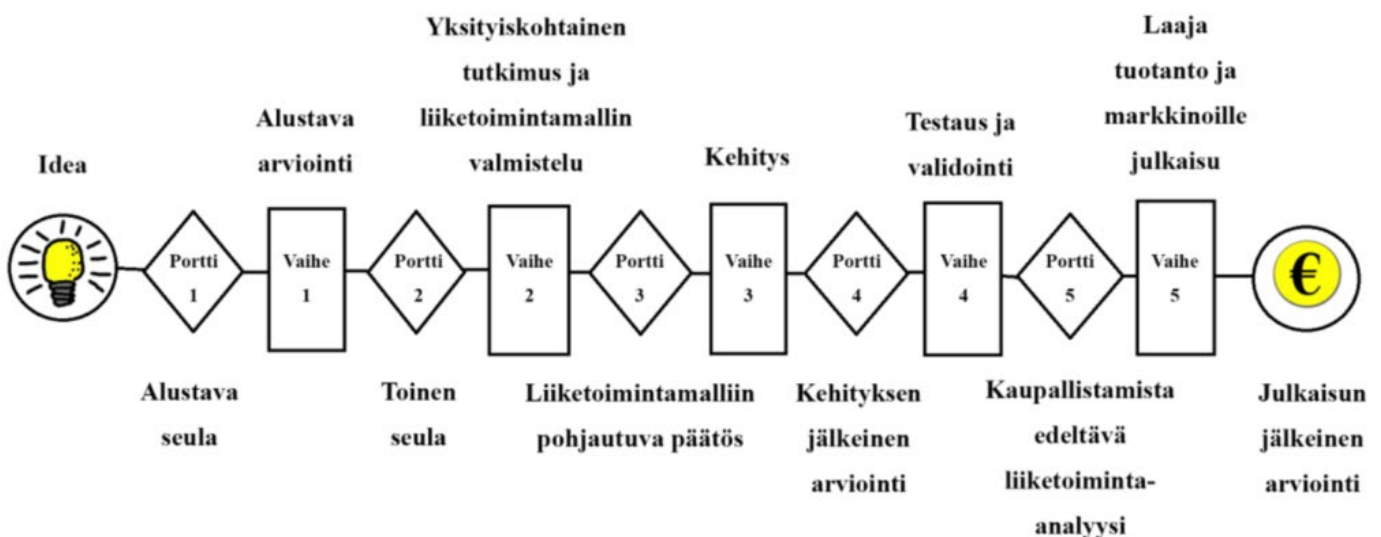 Idea
Alustava
arviointi
Yksityiskohtainen
tutkimus ja
liiketoimintamallin
valmistelu
Kehitys
Testaus ja
validointi
Laaja
tuotanto ja
markkinoille
julkaisu
Portti
1
Vaihe
1
Portti
2
Vaihe
2
Portti
3
Vaihe
3
Portti
4
Vaihe
4
Portti
5
Vaihe
5
€
Alustava
seula
Toinen
seula
Liiketoimintamalliin
pohjautuva päätös
Kehityksen
jälkeinen
arviointi
Kaupallistamista
edeltävä
liiketoiminta-
analyysi
Julkaisun
jälkeinen
arviointi